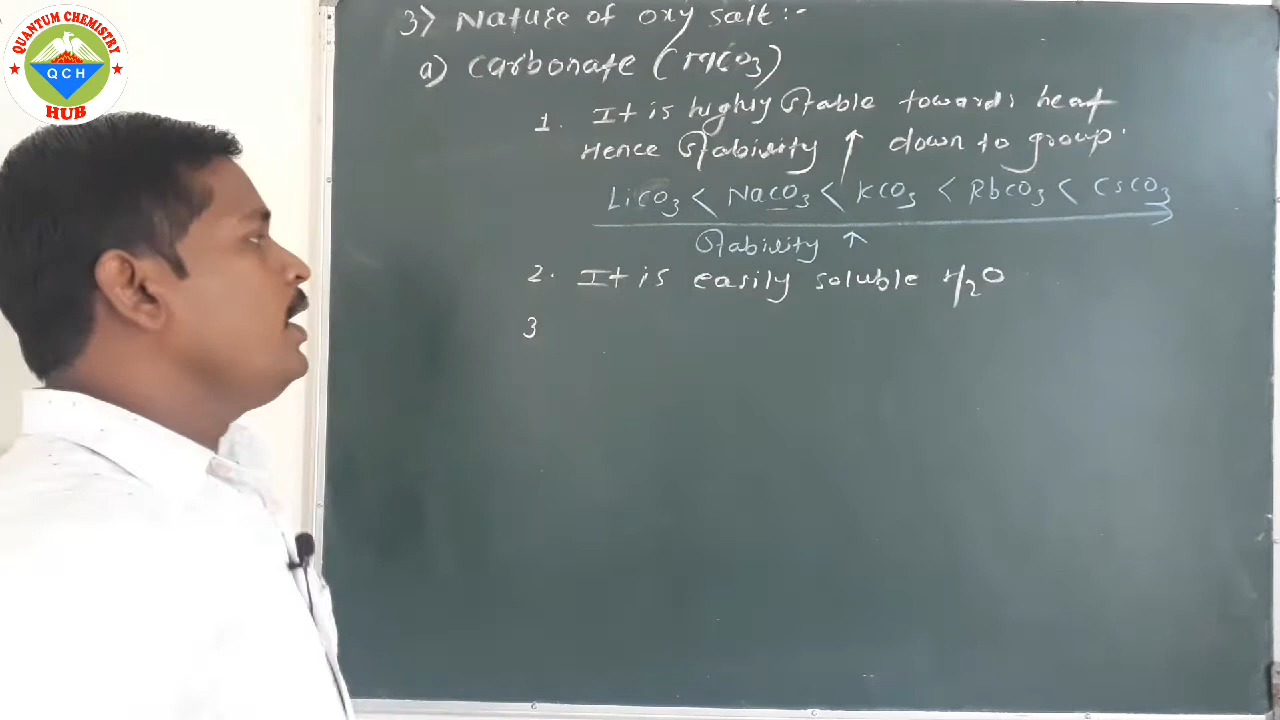 QUANTUM CHEMISTRY
QCH
HUB
3) Nature of oxy salt :-
a) Carbonate (MCO3)
1. It is highly stable towards heat
Hence Stability ↑ down to group.
LiCO3 < NaCO3 < KCO3 < RbCO3 < CsCO3
Stability ↑
2. It is easily soluble H2O
3